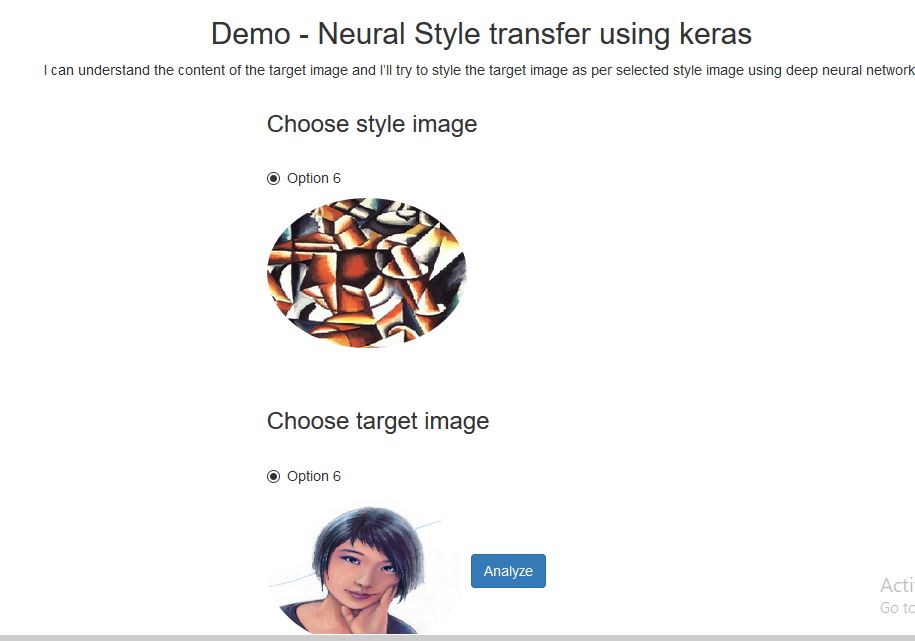 Demo - Neural Style transfer using keras
I can understand the content of the target image and I'll try to style the target image as per selected style image using deep neural network
Choose style image
Option 6
Choose target image
Option 6
Analyze
Acti
Go to